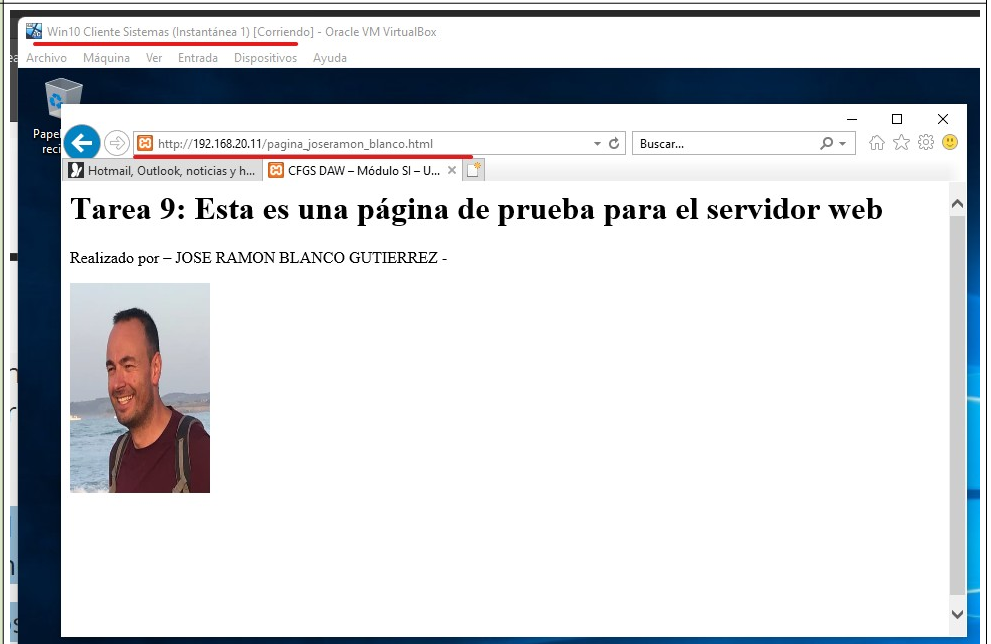 Win10 Cliente Sistemas (Instantánea 1) [Corriendo] - Oracle VM VirtualBox
Archivo Máquina Ver Entrada Dispositivos Ayuda
http://192.168.20.11/pagina_joseramon_blanco.html Buscar...
Hotmail, Outlook, noticias y h... CFGS DAW – Módulo SI – U...
Tarea 9: Esta es una página de prueba para el servidor web
Realizado por – JOSE RAMON BLANCO GUTIERREZ -